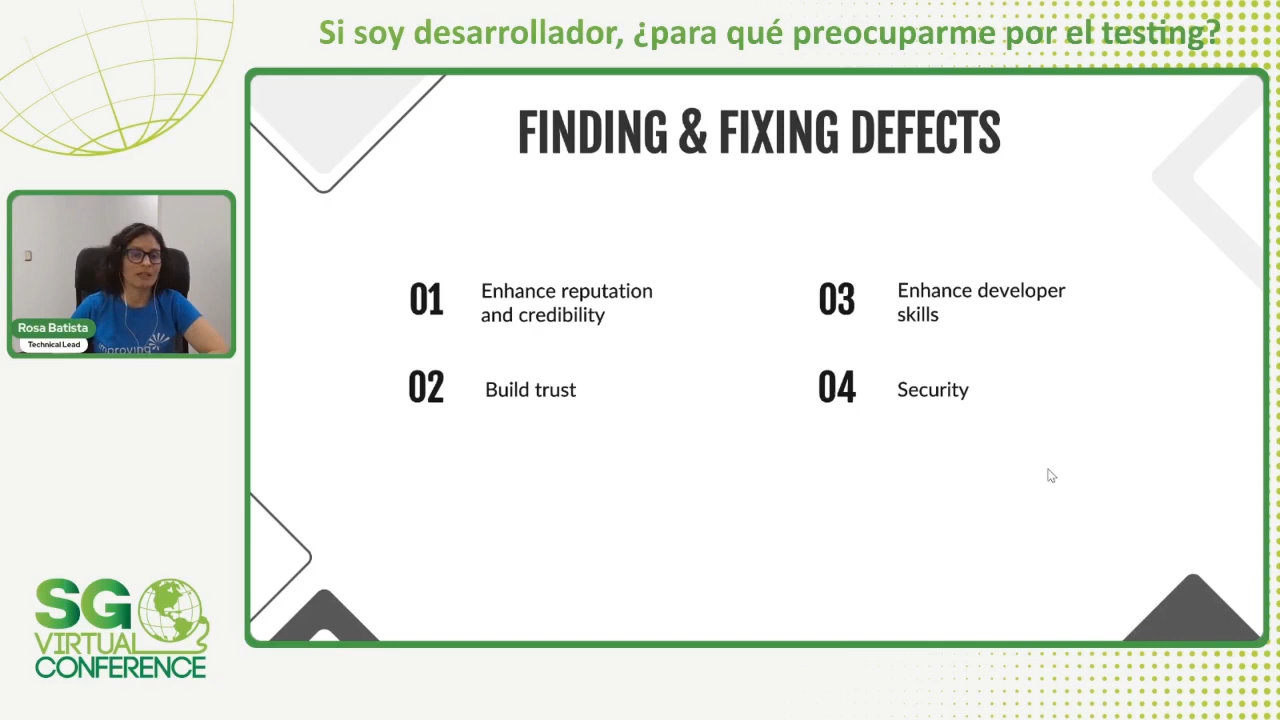 Si soy desarrollador, ¿para qué preocuparme por el testing?
FINDING & FIXING DEFECTS
01
Enhance reputation
and credibility
02
Build trust
03
Enhance developer
skills
04
Security
Rosa Batista
Technical Lead
SG
VIRTUAL
CONFERENCE